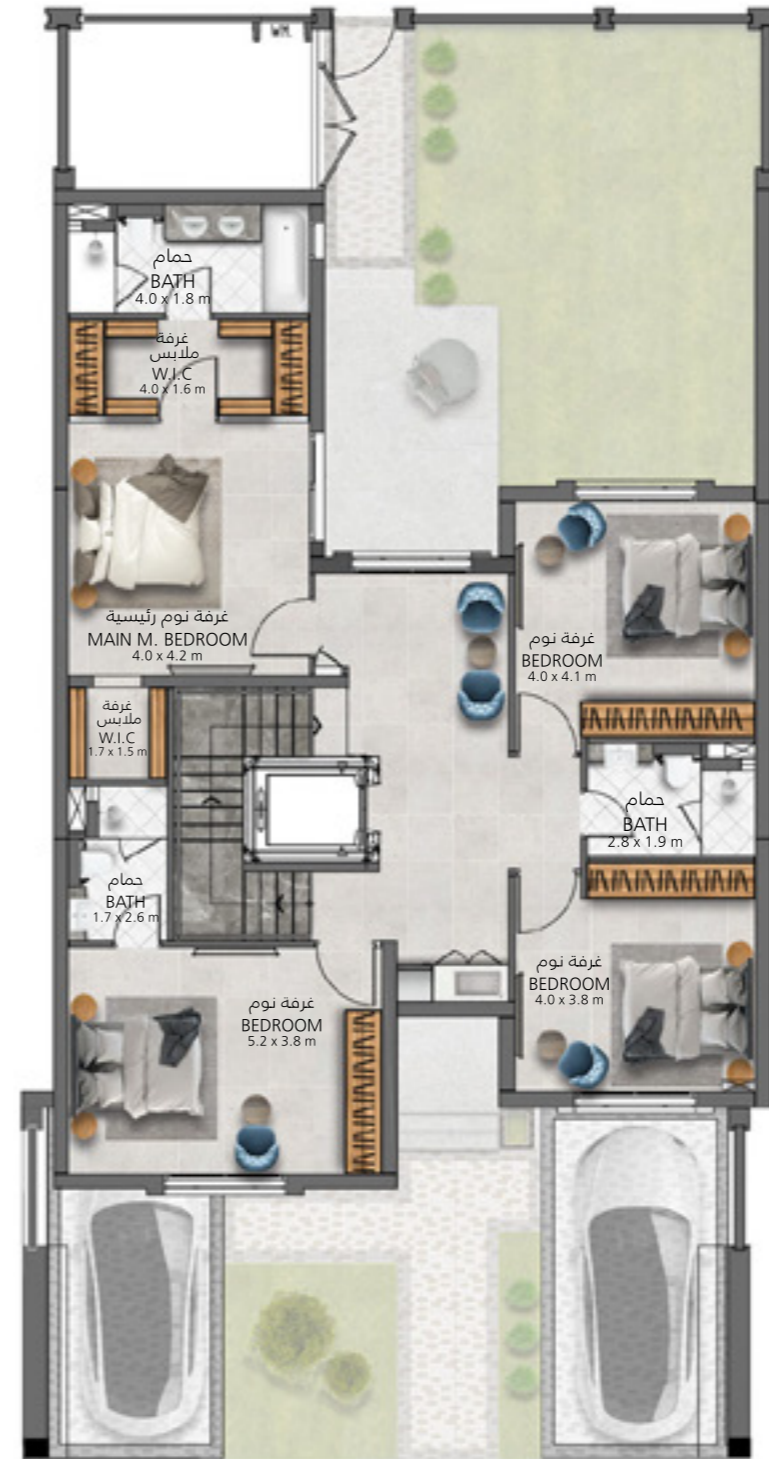 WM.
حمام
BATH
4.0 x 1.8 m
غرفة
ملابس
W.I.C
4.0 x 1.6 m
غرفة نوم رئيسية
MAIN M. BEDROOM
4.0 x 4.2 m
غرفة نوم
BEDROOM
4.0 x 4.1 m
غرفة
ملابس
W.I.C
1.7 x 1.5 m
حمام
BATH
2.8 x 1.9 m
حمام
BATH
1.7 x 2.6 m
غرفة نوم
BEDROOM
4.0 x 3.8 m
غرفة نوم
BEDROOM
5.2 x 3.8 m